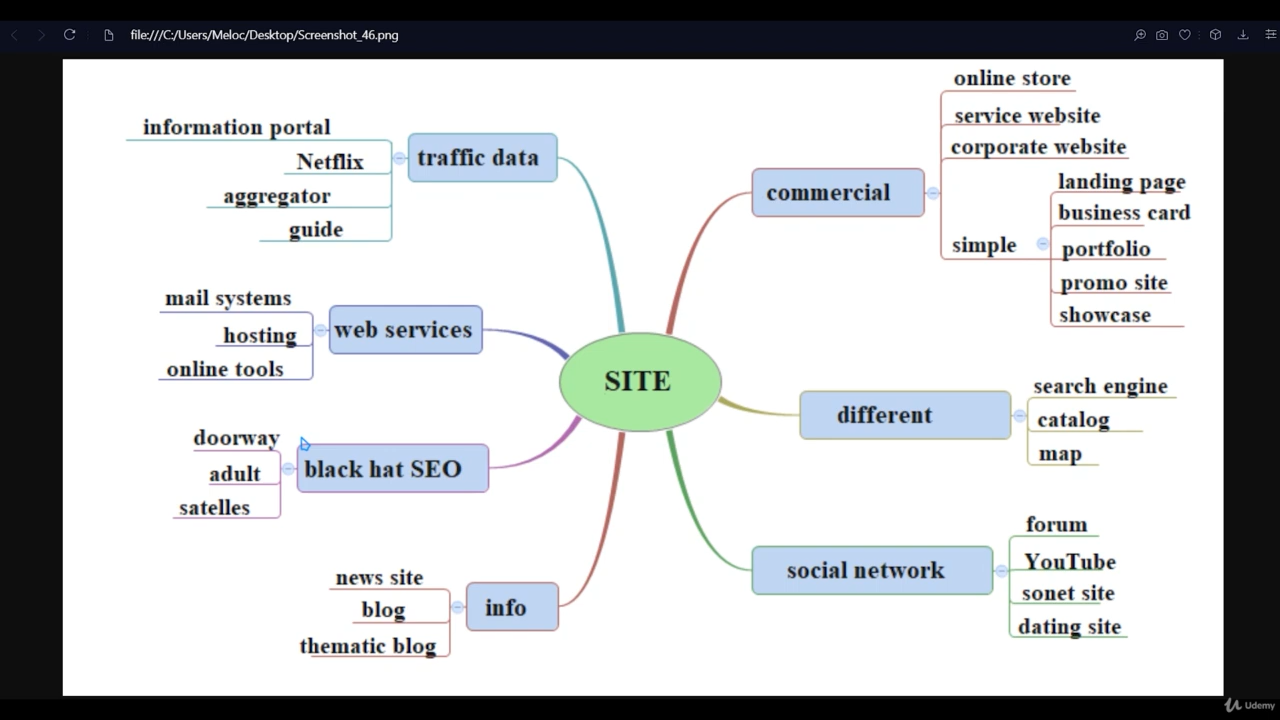 file:///C:/Users/Meloc/Desktop/Screenshot_46.png
information portal
Netflix
aggregator
guide
traffic data
mail systems
hosting
online tools
web services
doorway
adult
satelles
black hat SEO
news site
blog
thematic blog
info
SITE
commercial
online store
service website
corporate website
simple
landing page
business card
portfolio
promo site
showcase
different
search engine
catalog
map
social network
forum
YouTube
sonet site
dating site
Udemy